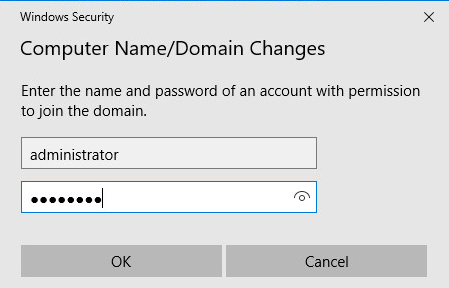 Windows Security
Computer Name/Domain Changes
Enter the name and password of an account with permission
to join the domain.
administrator
●●●●●●●●
OK
Cancel